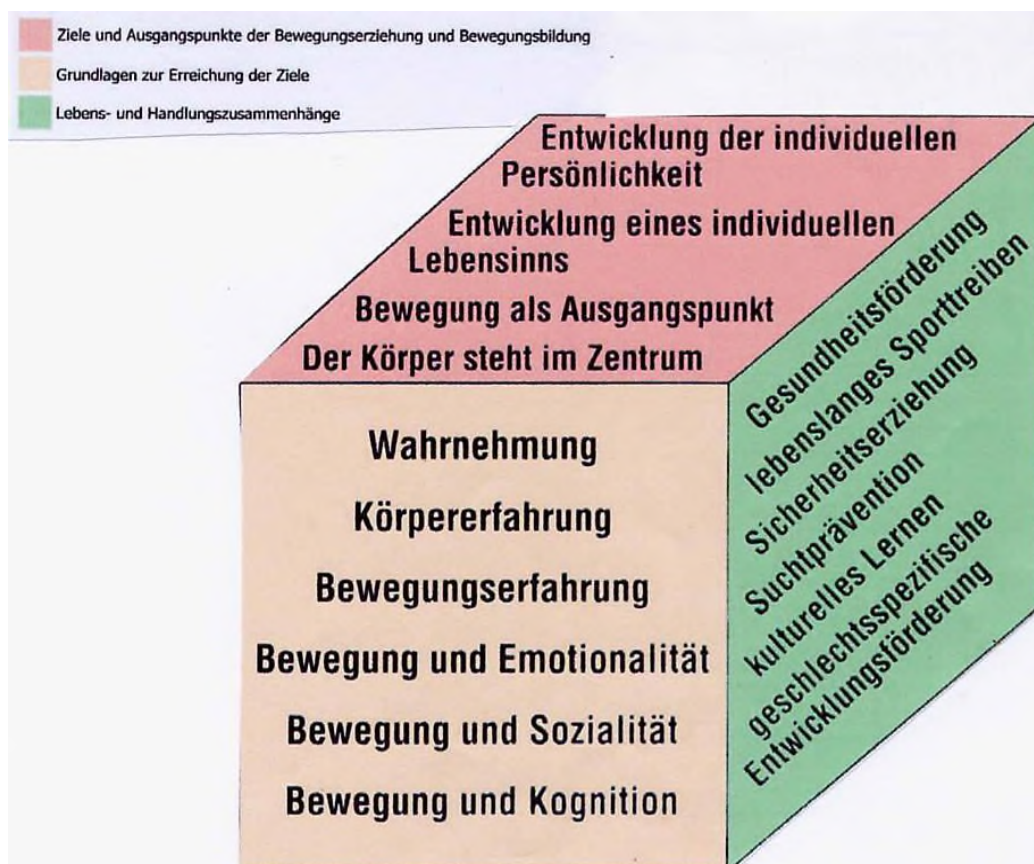 Ziele und Ausgangspunkte der Bewegungserziehung und Bewegungsbildung
Grundlagen zur Erreichung der Ziele
Lebens- und Handlungszusammenhänge
Entwicklung der individuellen
Persönlichkeit
Entwicklung eines individuellen
Lebensinns
Bewegung als Ausgangspunkt
Der Körper steht im Zentrum
Wahrnehmung
Körpererfahrung
Bewegungserfahrung
Bewegung und Emotionalität
Bewegung und Sozialität
Bewegung und Kognition
Gesundheitsförderung
lebenslanges Sporttreiben
Sicherheitserziehung
Suchtprävention
kulturelles Lernen
geschlechtsspezifische
Entwicklungsförderung